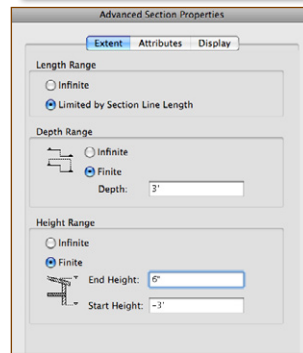 Advanced Section Properties
Extent Attributes Display
Length Range
Infinite
Limited by Section Line Length
Depth Range
Infinite
Finite
Depth: 3'
Height Range
Infinite
Finite
End Height: 6"
Start Height: -3'